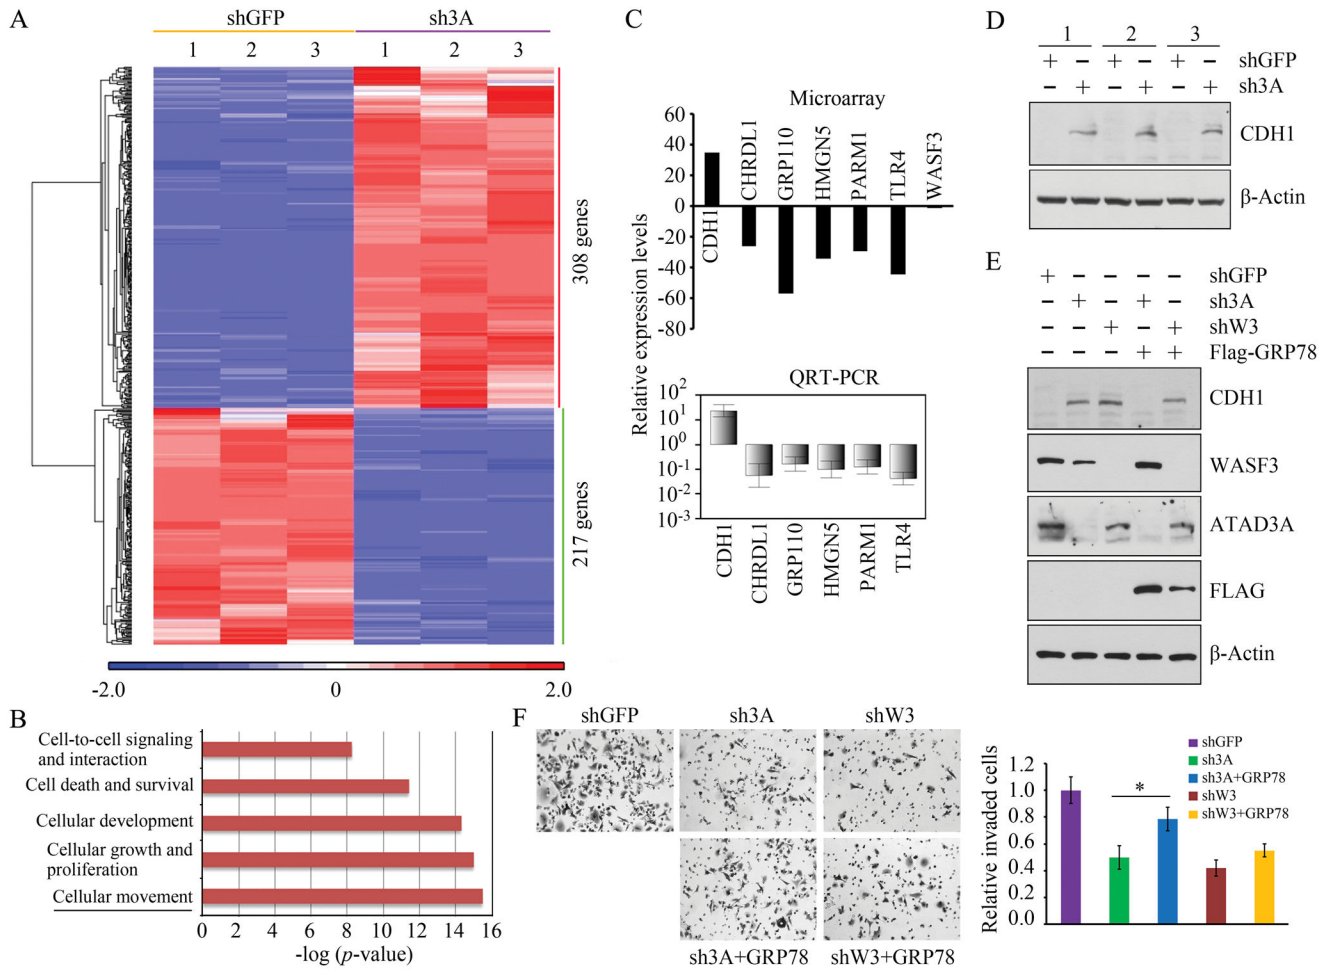 A
shGFP sh3A
1 2 3 1 2 3
308 genes
217 genes
-2.0 0 2.0
B
Cell-to-cell signaling
and interaction
Cell death and survival
Cellular development
Cellular growth and
proliferation
Cellular movement
0 2 4 6 8 10 12 14 16
-log (p-value)
C
Relative expression levels
Microarray
60
40
20
0
-20
-40
-60
-80
CDH1
CHRDL1
GRP110
HMGN5
PARM1
TLR4
WASF3
QRT-PCR
10²
10¹
10⁰
10⁻¹
10⁻²
10⁻³
CDH1
CHRDL1
GRP110
HMGN5
PARM1
TLR4
D
1 2 3
+ − + − + − shGFP
− + − + − + sh3A
CDH1
β-Actin
E
+ − − − − shGFP
− + − + − sh3A
− − + − + shW3
− − − + + Flag-GRP78
CDH1
WASF3
ATAD3A
FLAG
β-Actin
F
shGFP sh3A shW3
sh3A+GRP78 shW3+GRP78
Relative invaded cells
1.2
1.0
0.8
0.6
0.4
0.2
0.0
*
shGFP
sh3A
sh3A+GRP78
shW3
shW3+GRP78